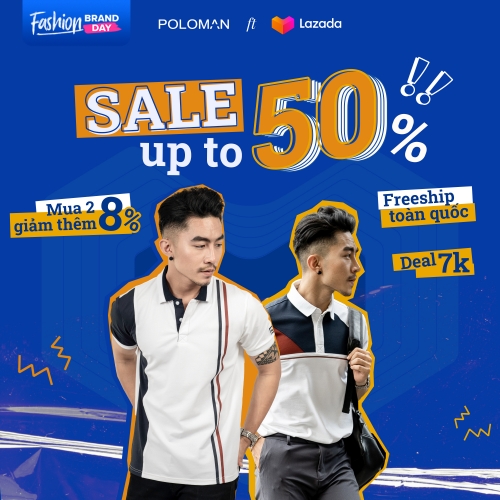 Fashion BRAND DAY
POLOMAN ft Lazada
SALE
up to 50%
!!
Mua 2
giảm thêm 8%
Freeship
toàn quốc
Deal 7k